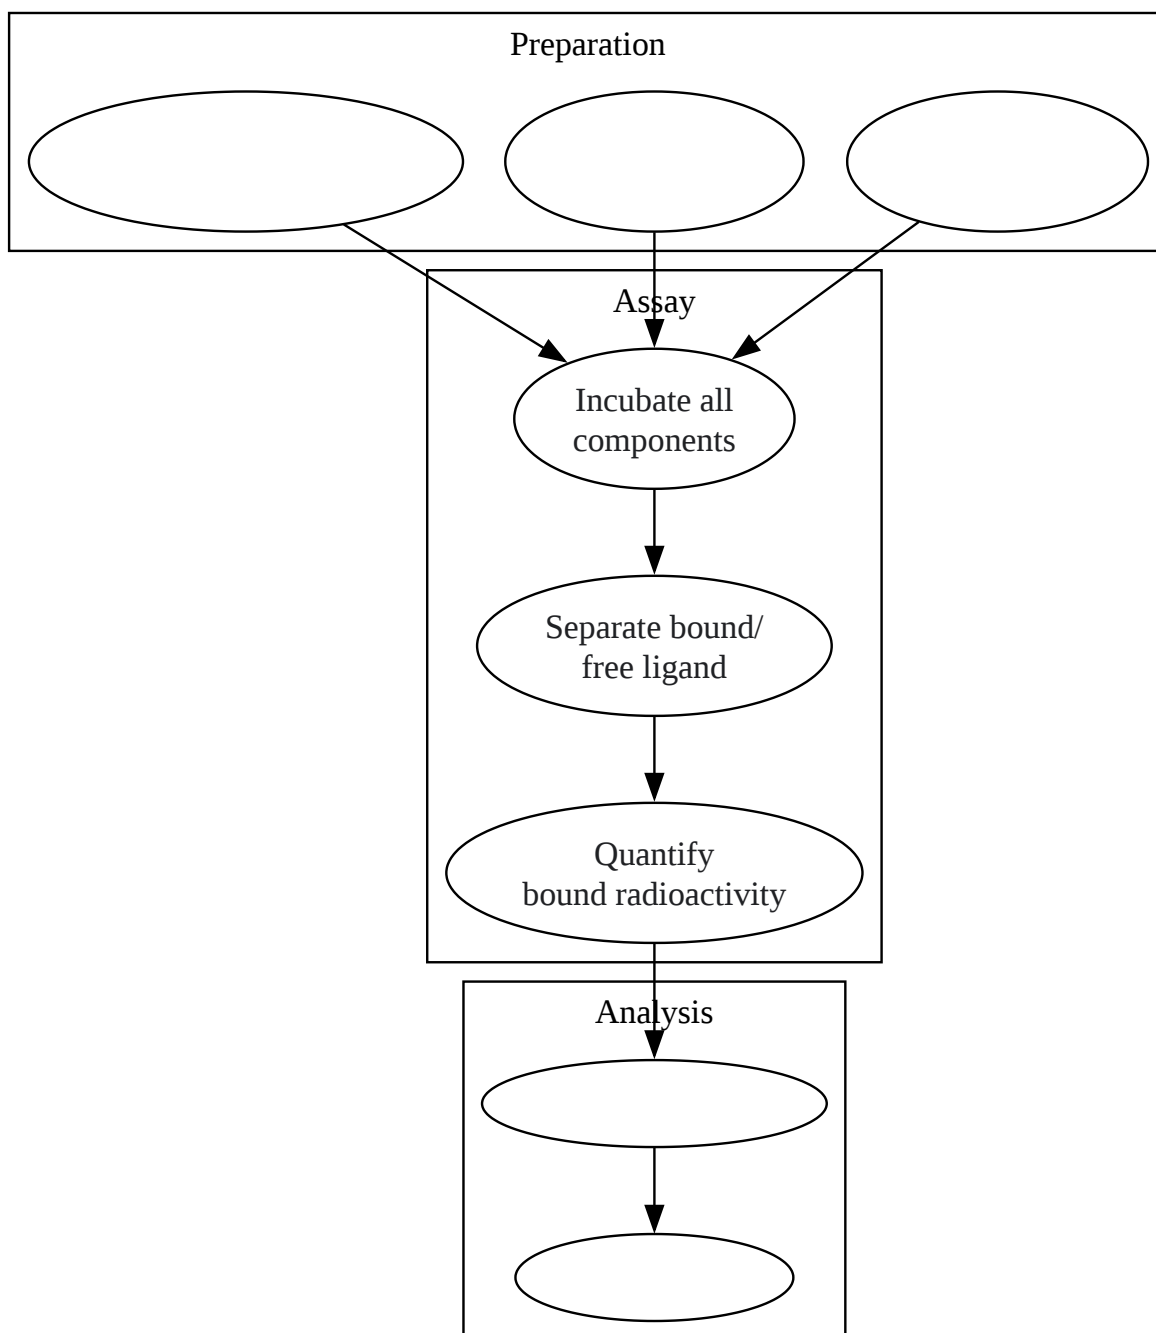 Preparation
Assay
Incubate all
components
Separate bound/
free ligand
Quantify
bound radioactivity
Analysis